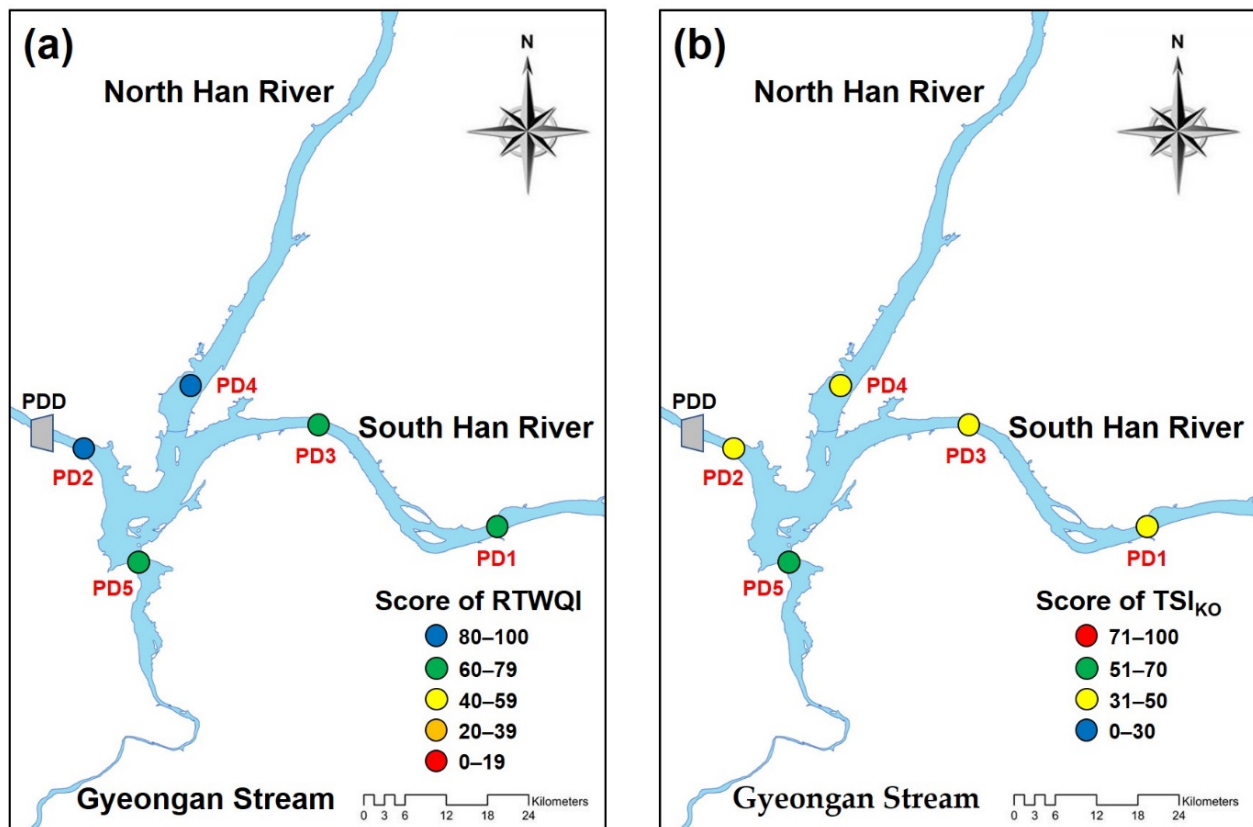 (a)
North Han River
N
PD4
PDD
South Han River
PD3
PD2
PD1
PD5
Score of RTWQI
80–100
60–79
40–59
20–39
0–19
Gyeongan Stream
Kilometers
0 3 6 12 18 24
(b)
North Han River
N
PD4
PDD
South Han River
PD3
PD2
PD1
PD5
Score of TSIKO
71–100
51–70
31–50
0–30
Gyeongan Stream
Kilometers
0 3 6 12 18 24